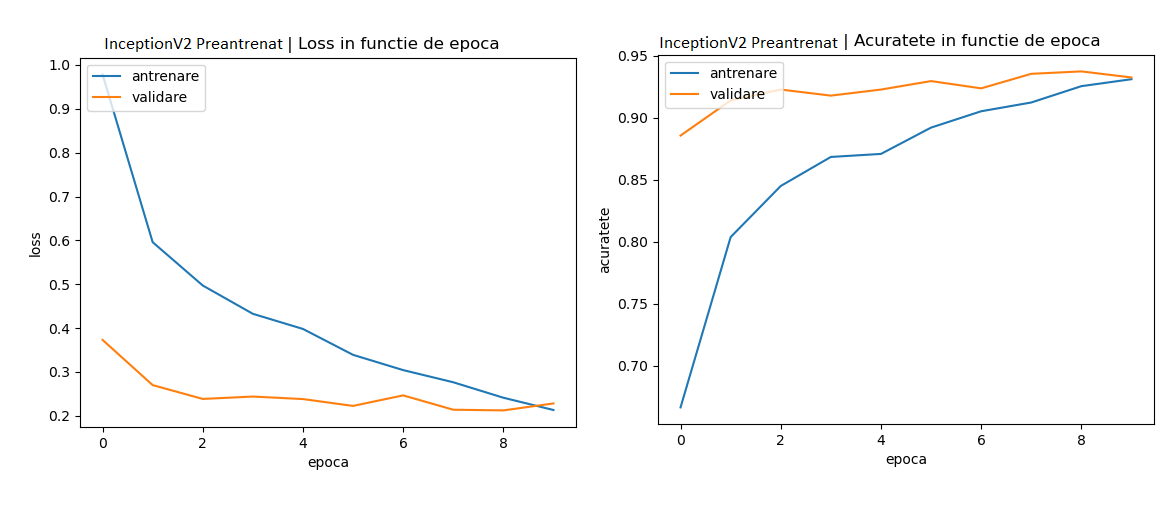 InceptionV2 Preantrenat | Loss in functie de epoca
antrenare
validare
1.0
0.9
0.8
0.7
0.6
0.5
0.4
0.3
0.2
loss
0 2 4 6 8
epoca
InceptionV2 Preantrenat | Acuratete in functie de epoca
antrenare
validare
0.95
0.90
0.85
0.80
0.75
0.70
acuratete
0 2 4 6 8
epoca